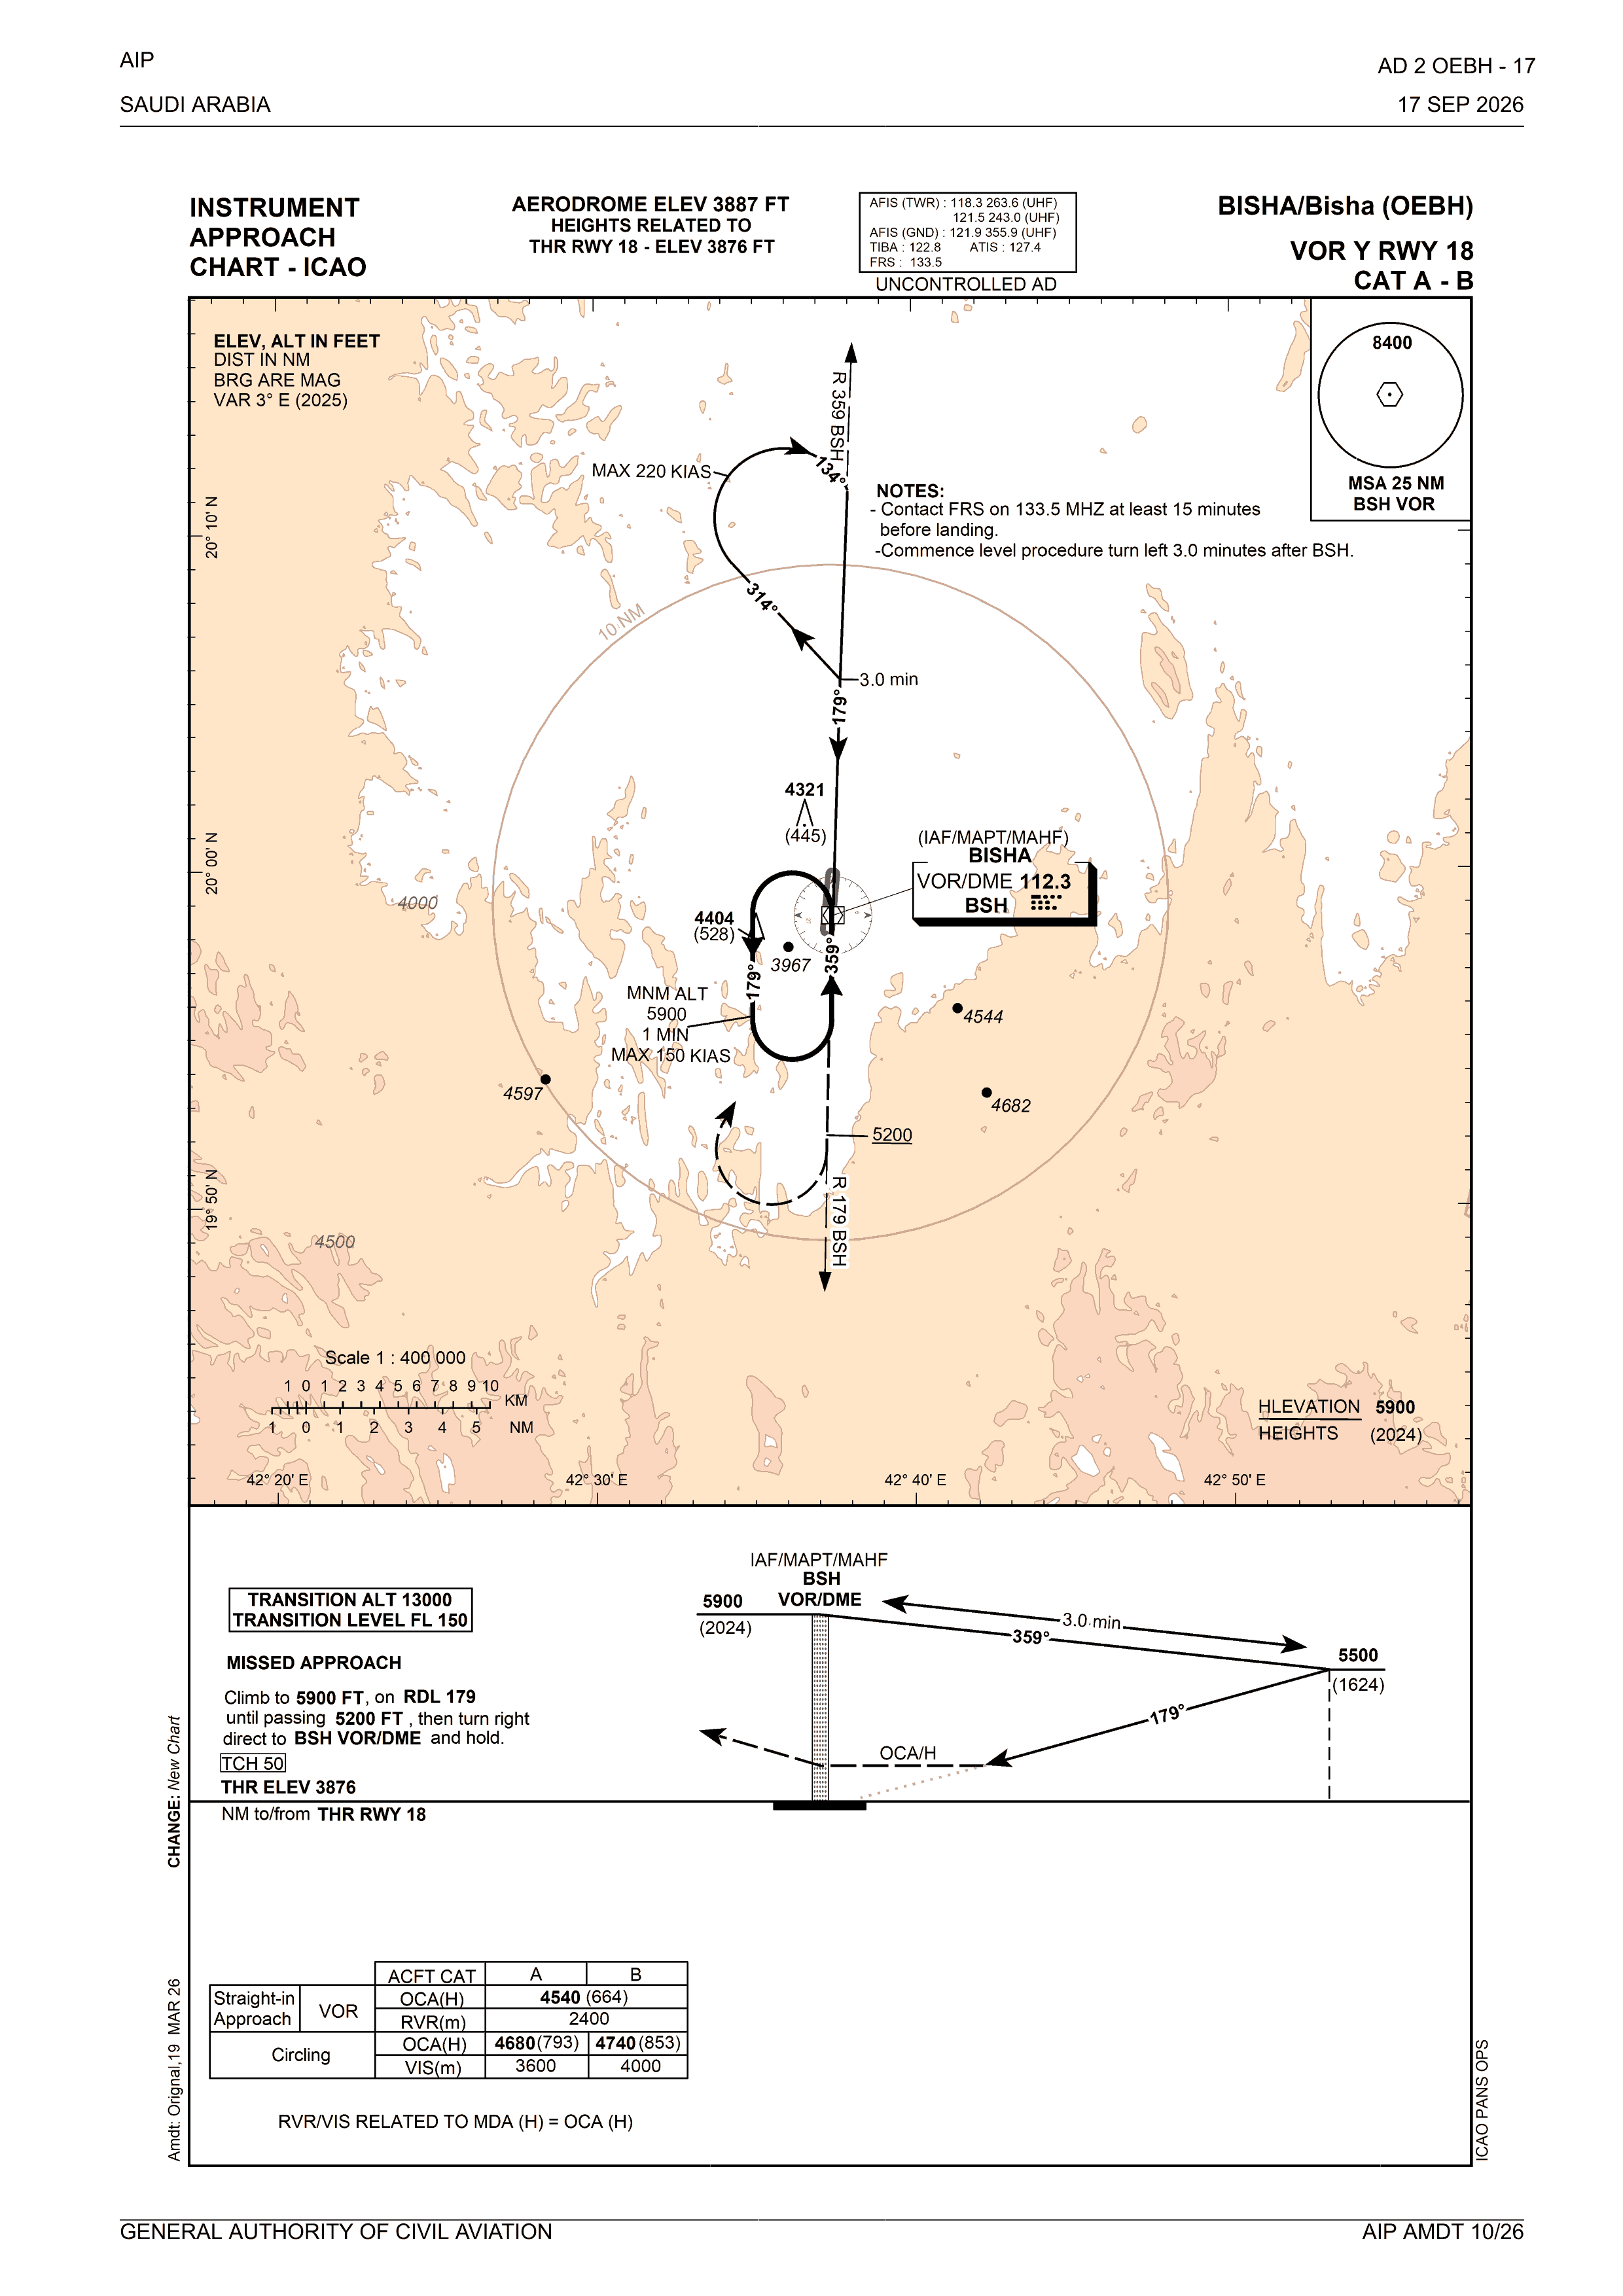 AIP
AD 2 OEBH - 17
SAUDI ARABIA
17 SEP 2026
INSTRUMENT
APPROACH
CHART - ICAO
AERODROME ELEV 3887 FT
HEIGHTS RELATED TO
THR RWY 18 - ELEV 3876 FT
AFIS (TWR) : 118.3 263.6 (UHF)
121.5 243.0 (UHF)
AFIS (GND) : 121.9 355.9 (UHF)
TIBA : 122.8 ATIS : 127.4
FRS : 133.5
UNCONTROLLED AD
BISHA/Bisha (OEBH)
VOR Y RWY 18
CAT A - B
ELEV, ALT IN FEET
DIST IN NM
BRG ARE MAG
VAR 3° E (2025)
8400
MSA 25 NM
BSH VOR
R 359 BSH
MAX 220 KIAS
134°
NOTES:
- Contact FRS on 133.5 MHZ at least 15 minutes
before landing.
-Commence level procedure turn left 3.0 minutes after BSH.
20° 10' N
314°
10 NM
3.0 min
179°
4321
(445)
(IAF/MAPT/MAHF)
BISHA
VOR/DME 112.3
BSH
20° 00' N
4000
4404
(528)
3967
359°
179°
MNM ALT
5900
1 MIN
MAX 150 KIAS
4544
4597
4682
5200
19° 50' N
R 179 BSH
4500
Scale 1 : 400 000
1 0 1 2 3 4 5 6 7 8 9 10
KM
1 0 1 2 3 4 5 NM
HLEVATION 5900
HEIGHTS (2024)
42° 20' E
42° 30' E
42° 40' E
42° 50' E
IAF/MAPT/MAHF
BSH
VOR/DME
5900
(2024)
3.0 min
359°
5500
(1624)
179°
OCA/H
TRANSITION ALT 13000
TRANSITION LEVEL FL 150
MISSED APPROACH
Climb to 5900 FT, on RDL 179
until passing 5200 FT , then turn right
direct to BSH VOR/DME and hold.
TCH 50
THR ELEV 3876
NM to/from THR RWY 18
CHANGE: New Chart
ACFT CAT A B
Straight-in
Approach
VOR
OCA(H) 4540 (664)
RVR(m) 2400
Circling
OCA(H) 4680(793) 4740(853)
VIS(m) 3600 4000
RVR/VIS RELATED TO MDA (H) = OCA (H)
Amdt: Orignal,19 MAR 26
ICAO PANS OPS
GENERAL AUTHORITY OF CIVIL AVIATION
AIP AMDT 10/26